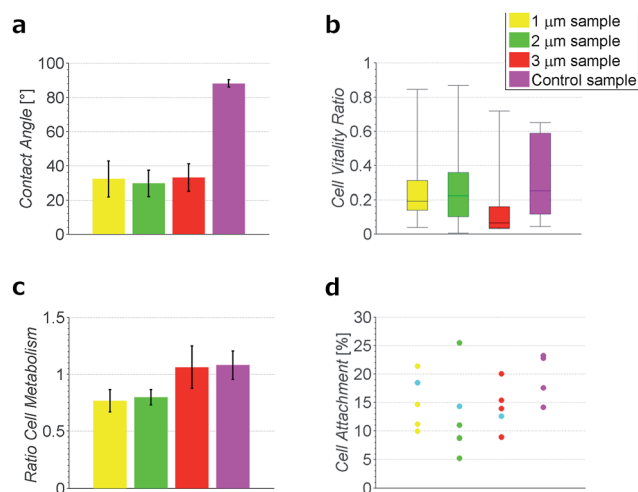 a
b
1 μm sample
2 μm sample
3 μm sample
Control sample
Contact Angle [°]
100
80
60
40
20
0
Cell Vitality Ratio
1
0.8
0.6
0.4
0.2
0
c
d
Ratio Cell Metabolism
1.5
1
0.5
0
Cell Attachment [%]
30
25
20
15
10
5
0